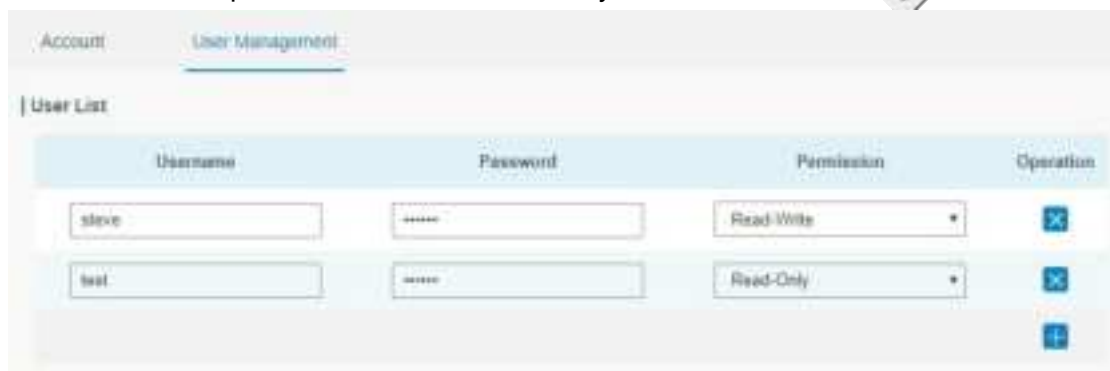 Account User Management
| User List
Username Password Permission Operation
steve ••••••• Read-Write
test ••••••• Read-Only